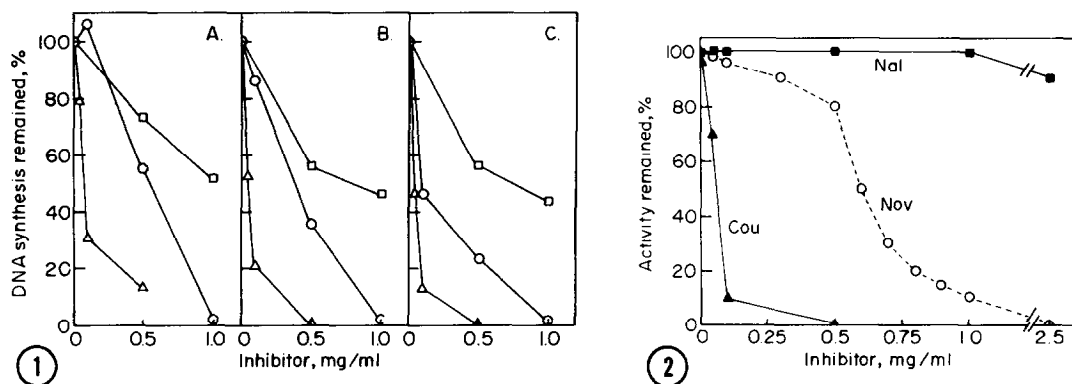 DNA synthesis remained, %
100
80
60
40
20
0
A.
B.
C.
0 0.5 1.0 0 0.5 1.0 0 0.5 1.0
Inhibitor, mg/ml
1
Activity remained, %
100
80
60
40
20
0
Nal
Nov
Cou
0 0.25 0.5 0.75 1.0 2.5
Inhibitor, mg/ml
2